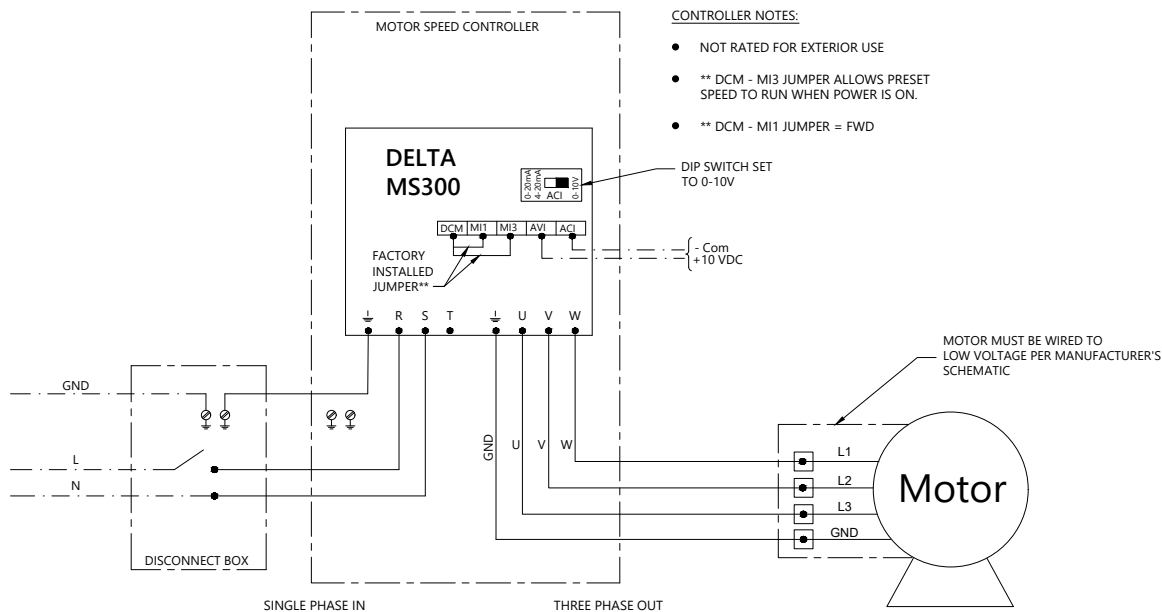 MOTOR SPEED CONTROLLER
CONTROLLER NOTES:
NOT RATED FOR EXTERIOR USE
** DCM - MI3 JUMPER ALLOWS PRESET
SPEED TO RUN WHEN POWER IS ON.
** DCM - MI1 JUMPER = FWD
DELTA
MS300
0-20mA
4-20mA
ACI
0-10V
DIP SWITCH SET
TO 0-10V
DCM MI1 MI3 AVI ACI
- Com
+10 VDC
FACTORY
INSTALLED
JUMPER**
R S T U V W
MOTOR MUST BE WIRED TO
LOW VOLTAGE PER MANUFACTURER'S
SCHEMATIC
GND
L
N
GND
U
V
W
L1
L2
L3
GND
Motor
DISCONNECT BOX
SINGLE PHASE IN
THREE PHASE OUT